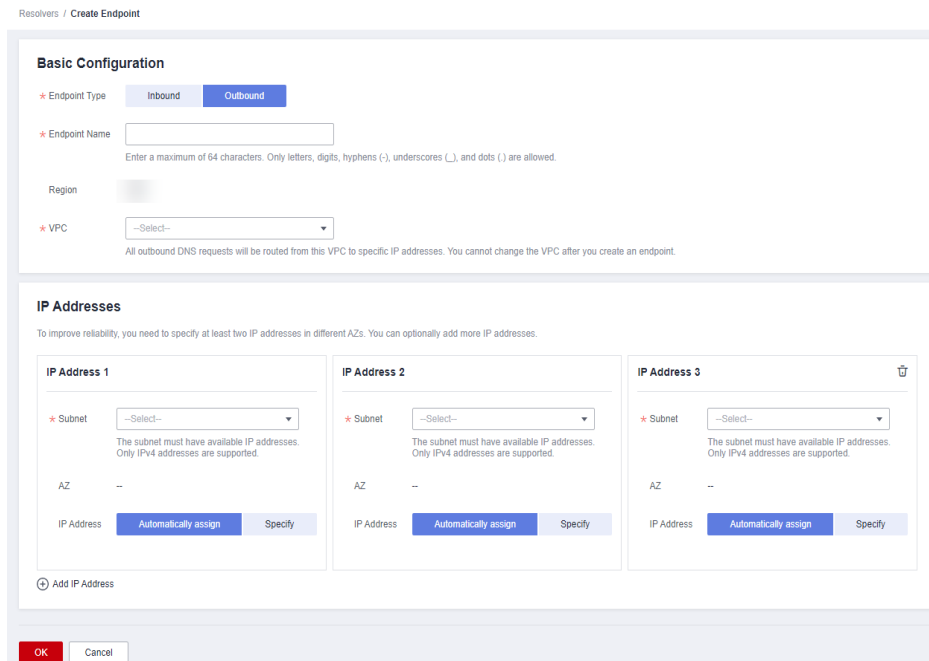 Resolvers / Create Endpoint
Basic Configuration
* Endpoint Type Inbound Outbound
* Endpoint Name
Enter a maximum of 64 characters. Only letters, digits, hyphens (-), underscores (_), and dots (.) are allowed.
Region
* VPC --Select--
All outbound DNS requests will be routed from this VPC to specific IP addresses. You cannot change the VPC after you create an endpoint.
IP Addresses
To improve reliability, you need to specify at least two IP addresses in different AZs. You can optionally add more IP addresses.
IP Address 1
* Subnet --Select--
The subnet must have available IP addresses.
Only IPv4 addresses are supported.
AZ --
IP Address Automatically assign Specify
IP Address 2
* Subnet --Select--
The subnet must have available IP addresses.
Only IPv4 addresses are supported.
AZ --
IP Address Automatically assign Specify
IP Address 3
* Subnet --Select--
The subnet must have available IP addresses.
Only IPv4 addresses are supported.
AZ --
IP Address Automatically assign Specify
Add IP Address
OK Cancel